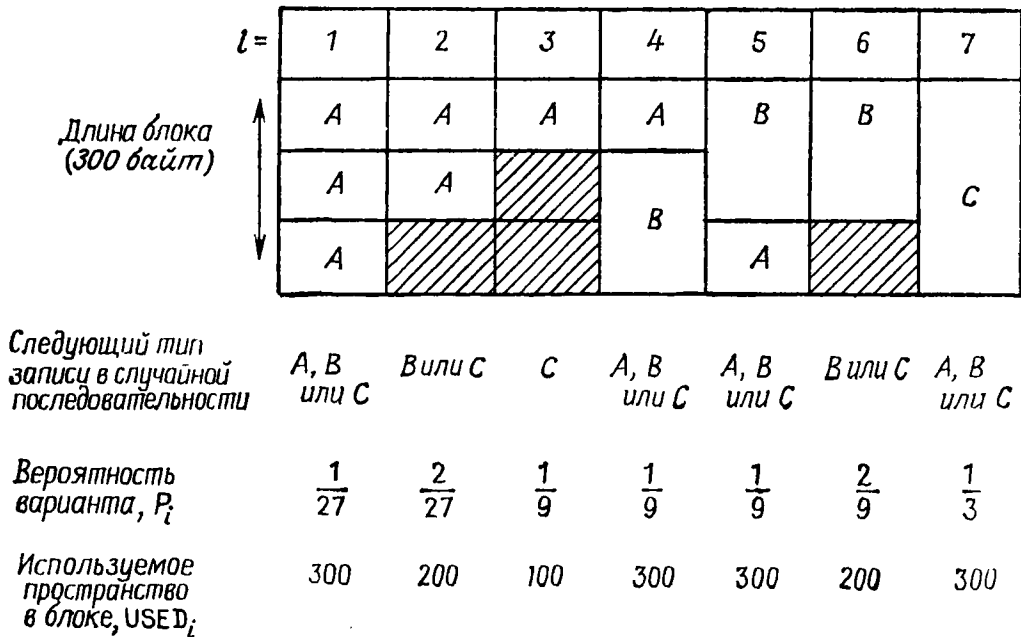 l = 1 2 3 4 5 6 7
Длина блока
(300 байт)
A A A A B B
A A B C
A A
Следующий тип
записи в случайной
последовательности
A, B
или C
B или C
C
A, B
или C
A, B
или C
B или C
A, B
или C
Вероятность
варианта, P_i
1/27 2/27 1/9 1/9 1/9 2/9 1/3
Используемое
пространство
в блоке, USED_i
300 200 100 300 300 200 300